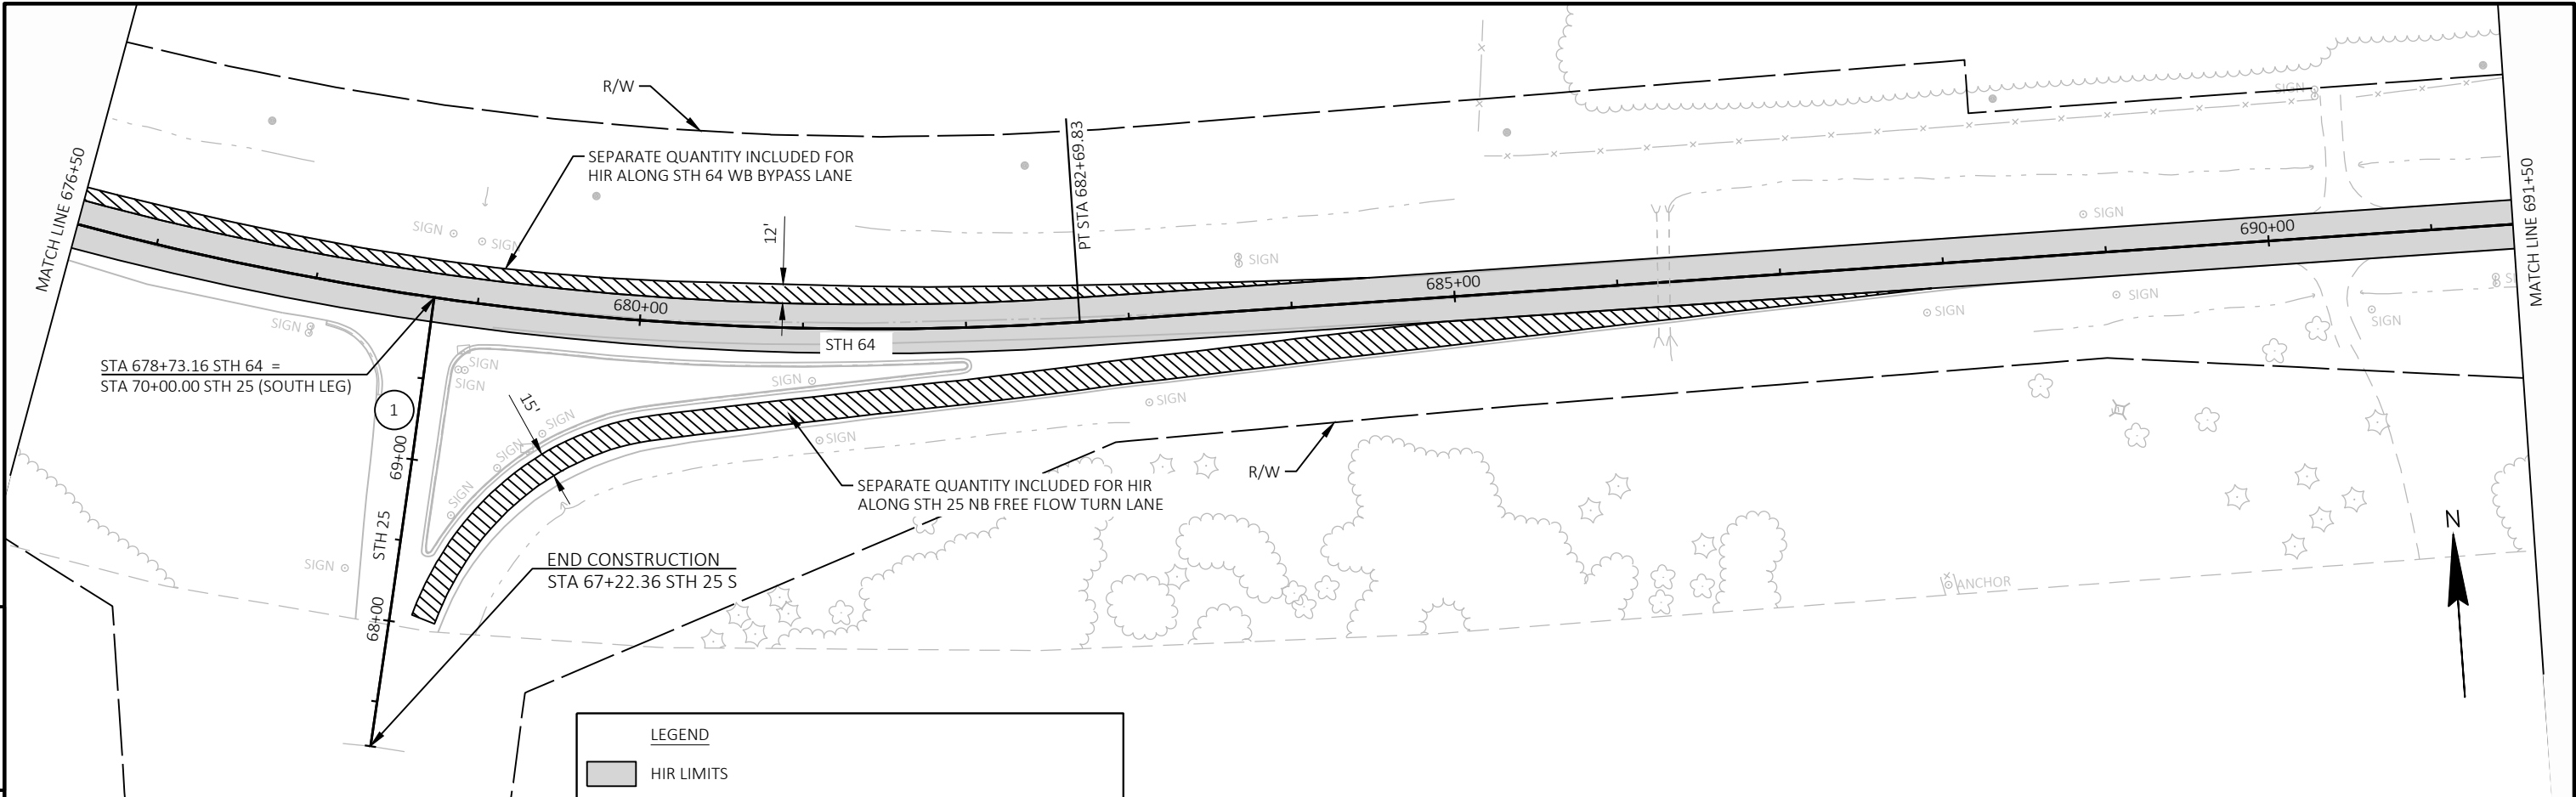 R/W
SEPARATE QUANTITY INCLUDED FOR
HIR ALONG STH 64 WB BYPASS LANE
MATCH LINE 676+50
12'
PT STA 682+69.83
SIGN
SIGN
SIGN
SIGN
SIGN
MATCH LINE 691+50
690+00
685+00
680+00
STH 64
SIGN
SIGN
SIGN
SIGN
STA 678+73.16 STH 64 =
STA 70+00.00 STH 25 (SOUTH LEG)
SIGN
SIGN
SIGN
1
15'
SIGN
SIGN
SIGN
SIGN
SIGN
69+00
R/W
SEPARATE QUANTITY INCLUDED FOR HIR
ALONG STH 25 NB FREE FLOW TURN LANE
STH 25
N
SIGN
END CONSTRUCTION
STA 67+22.36 STH 25 S
ANCHOR
68+00
LEGEND
HIR LIMITS